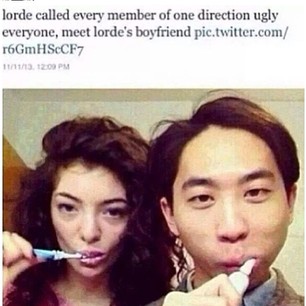 lorde called every member of one direction ugly
everyone, meet lorde's boyfriend pic.twitter.com/
r6GmHScCF7
11/11/13, 12:09 PM